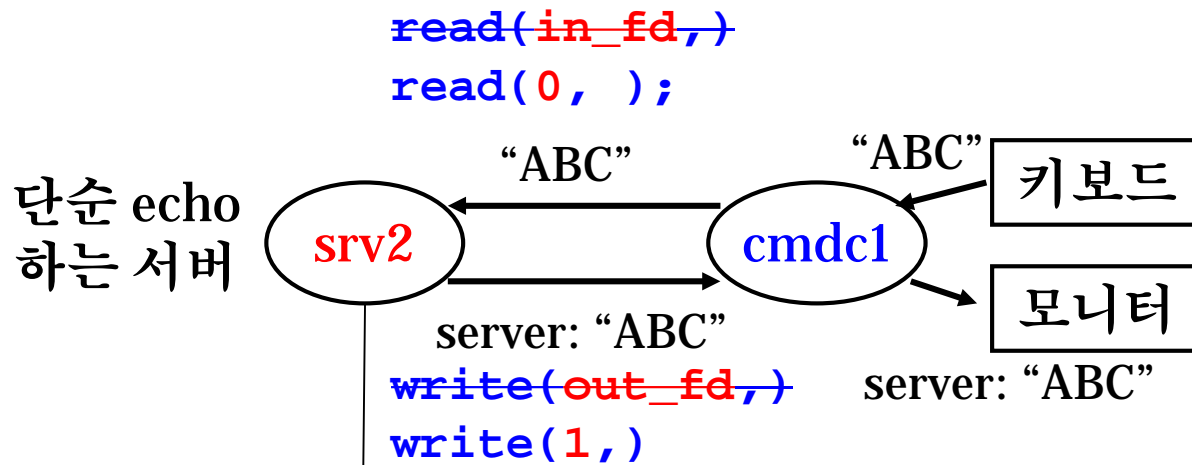 read(in_fd,)
read(0, );
“ABC”
“ABC”
키보드
단순 echo
하는 서버
srv2
cmdc1
모니터
server: “ABC”
server: “ABC”
write(out_fd,)
write(1,)